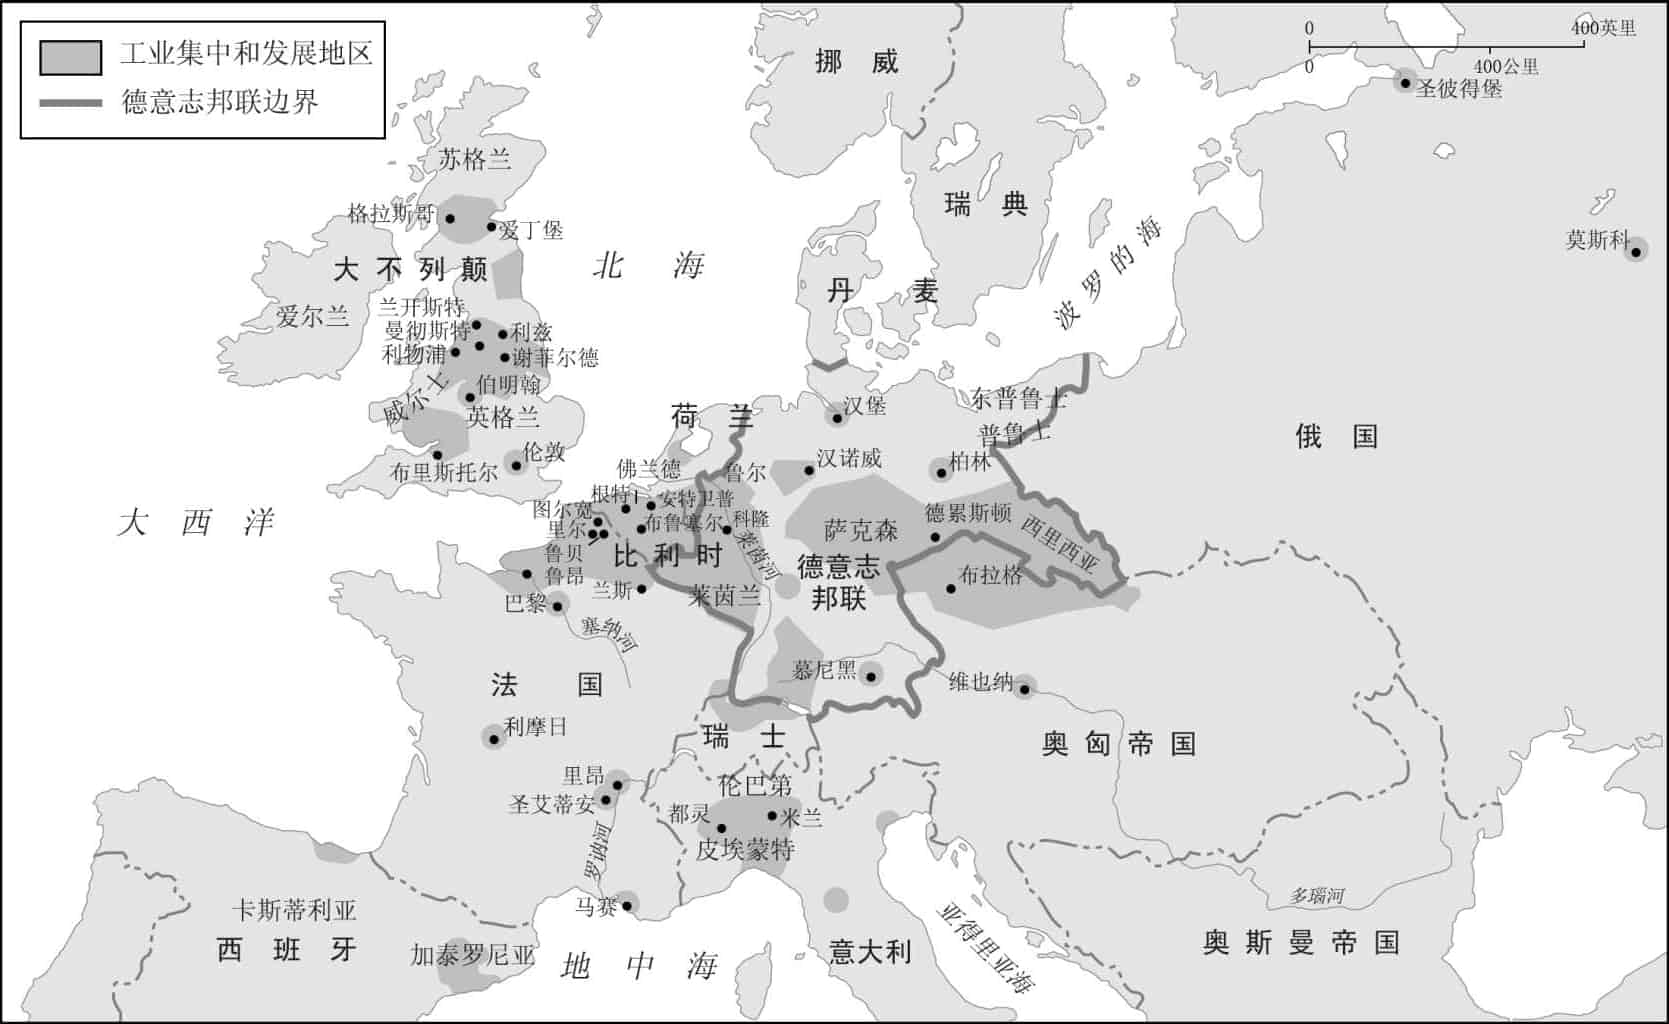 工业集中和发展地区
德意志邦联边界
0 400英里
0 400公里
挪 威
圣彼得堡
苏格兰
瑞 典
格拉斯哥
爱丁堡
莫斯科
北 海
波罗的海
大不列颠
丹 麦
爱尔兰
兰开斯特
曼彻斯特
利兹
利物浦
谢菲尔德
伯明翰
威尔士
英格兰
东普鲁士
普鲁士
汉堡
荷 兰
俄 国
伦敦
布里斯托尔
佛兰德
鲁尔
汉诺威
柏林
根特
安特卫普
图尔宽
布鲁塞尔
科隆
里尔
萨克森
德累斯顿
西里西亚
大 西 洋
鲁贝
比利时
莱茵河
德意志
邦联
鲁昂
兰斯
莱茵兰
布拉格
巴黎
塞纳河
慕尼黑
维也纳
法 国
利摩日
瑞 士
奥匈帝国
里昂
伦巴第
圣艾蒂安
都灵
米兰
皮埃蒙特
罗讷河
马赛
多瑙河
卡斯蒂利亚
西 班 牙
加泰罗尼亚
地 中 海
意大利
亚得里亚海
奥斯曼帝国